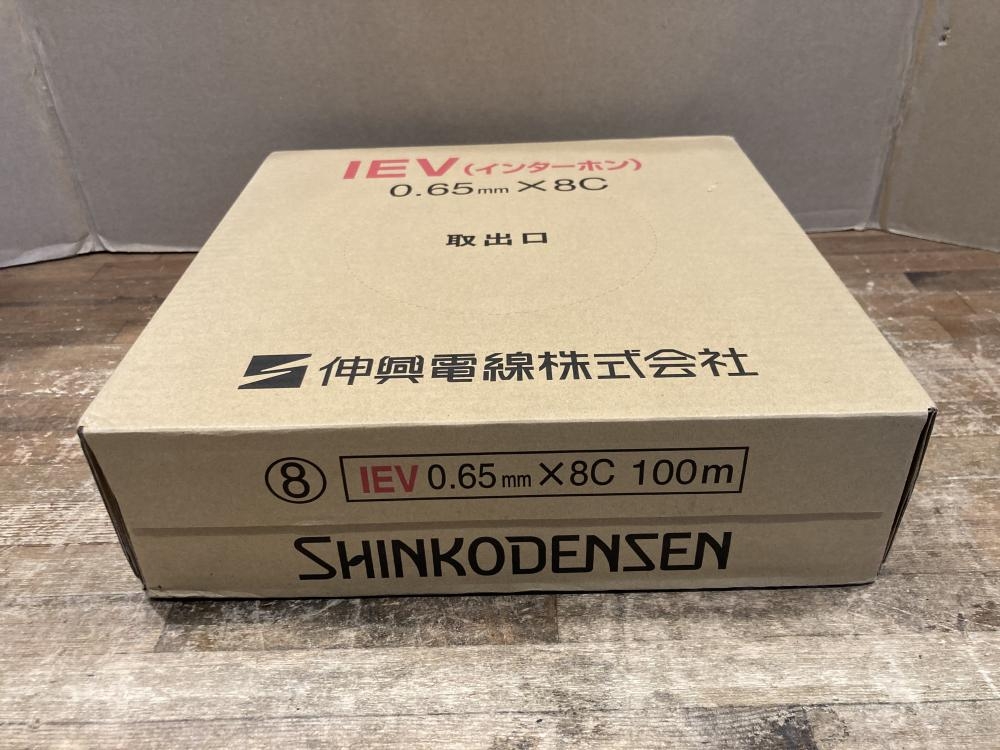 IEV(インターホン)
0.65mm×8C
取出口
伸興電線株式会社
⑧ IEV 0.65mm×8C 100m
SHINKODENSEN